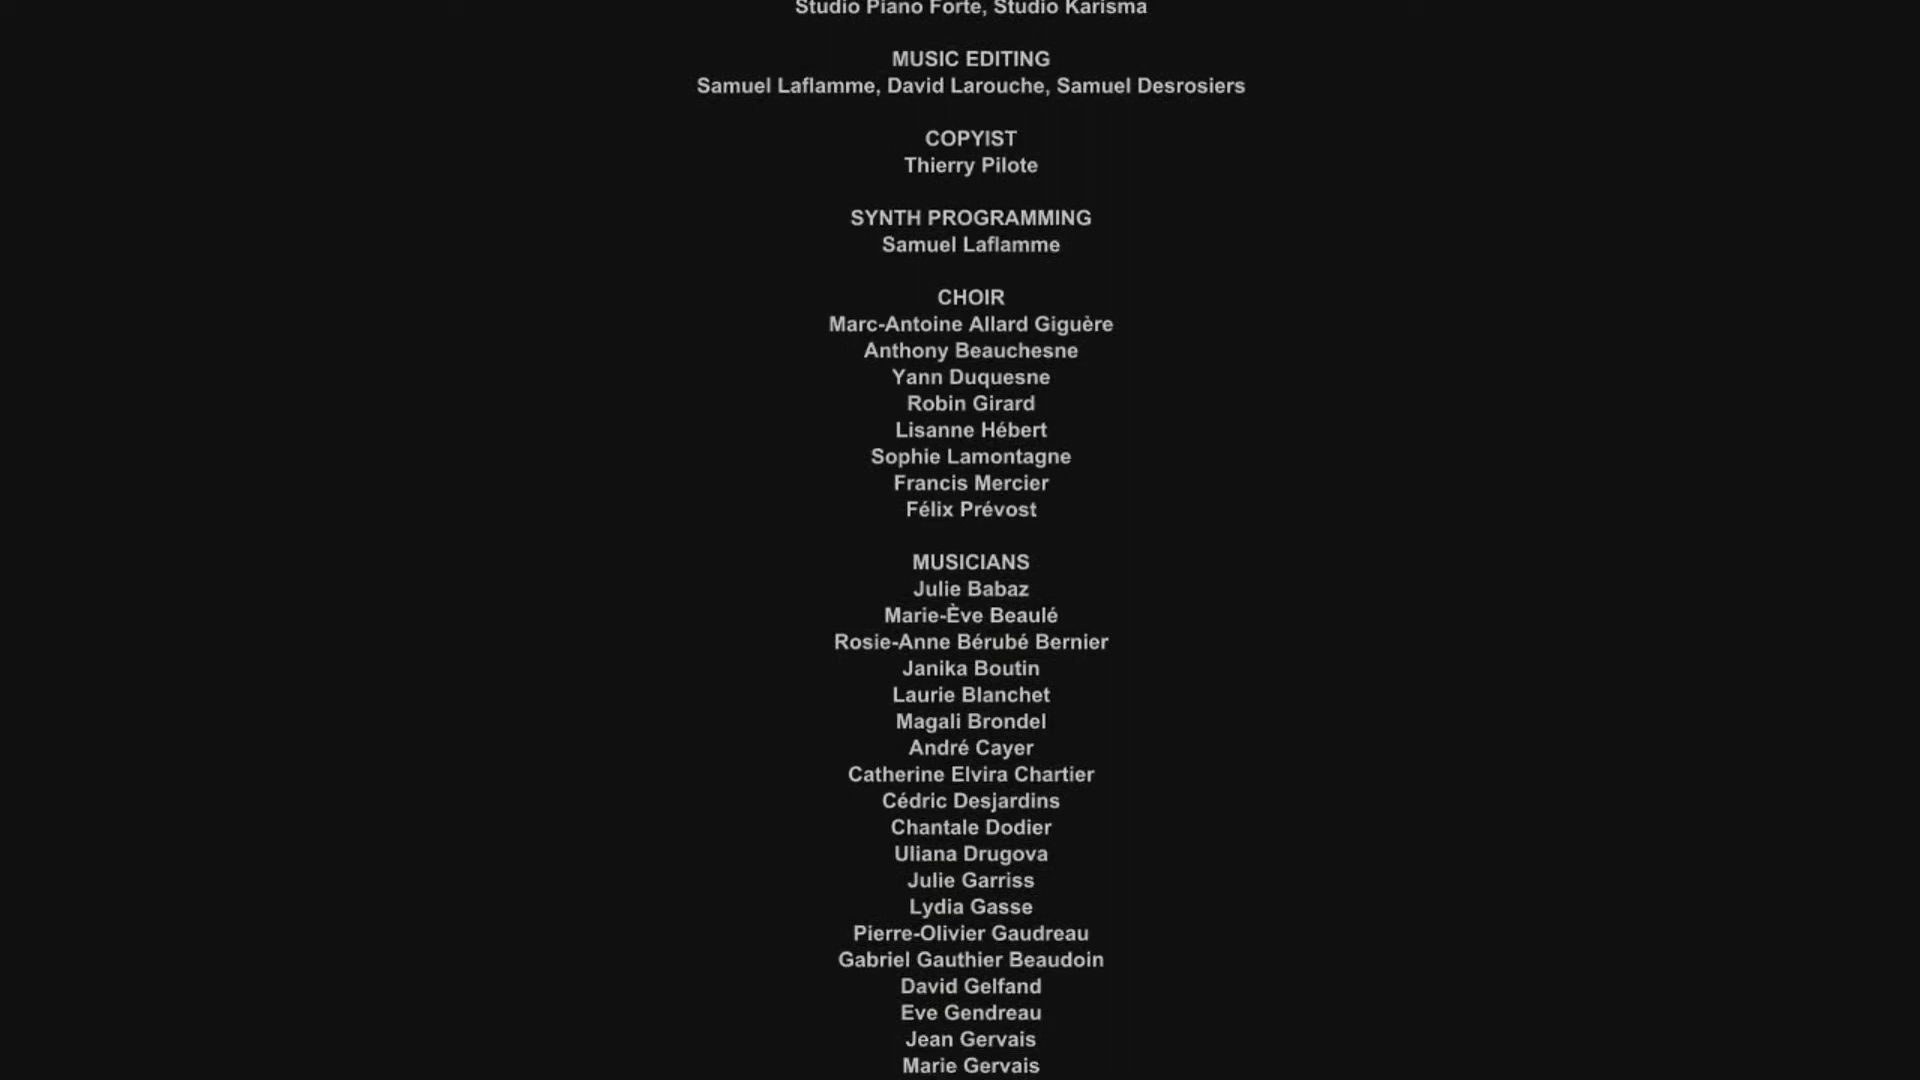 Studio Piano Forte, Studio Karisma
MUSIC EDITING
Samuel Laflamme, David Larouche, Samuel Desrosiers
COPYIST
Thierry Pilote
SYNTH PROGRAMMING
Samuel Laflamme
CHOIR
Marc-Antoine Allard Giguère
Anthony Beauchesne
Yann Duquesne
Robin Girard
Lisanne Hébert
Sophie Lamontagne
Francis Mercier
Félix Prévost
MUSICIANS
Julie Babaz
Marie-Ève Beaulé
Rosie-Anne Bérubé Bernier
Janika Boutin
Laurie Blanchet
Magali Brondel
André Cayer
Catherine Elvira Chartier
Cédric Desjardins
Chantale Dodier
Uliana Drugova
Julie Garriss
Lydia Gasse
Pierre-Olivier Gaudreau
Gabriel Gauthier Beaudoin
David Gelfand
Eve Gendreau
Jean Gervais
Marie Gervais